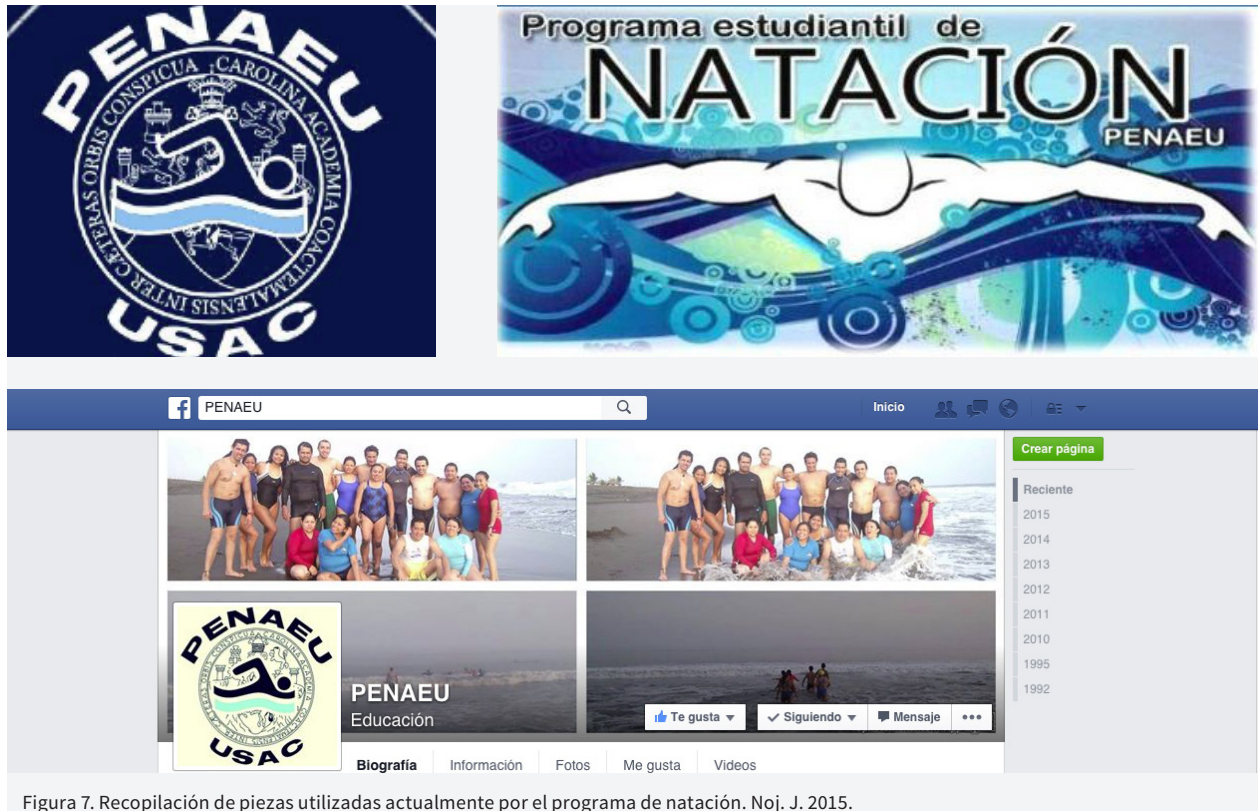 PENAEU
CAETERAS ORBIS CONSPICUA CAROLINA ACADEMIA COACTEMALENSIS INTER
USAC
Programa estudiantil de
NATACIÓN
PENAEU
PENAEU
Inicio
Crear página
Reciente
2015
2014
2013
2012
2011
2010
1995
1992
PENAEU
USAC
PENAEU
Educación
Te gusta
Siguiendo
Mensaje
Biografía
Información
Fotos
Me gusta
Videos
Figura 7. Recopilación de piezas utilizadas actualmente por el programa de natación. Noj. J. 2015.